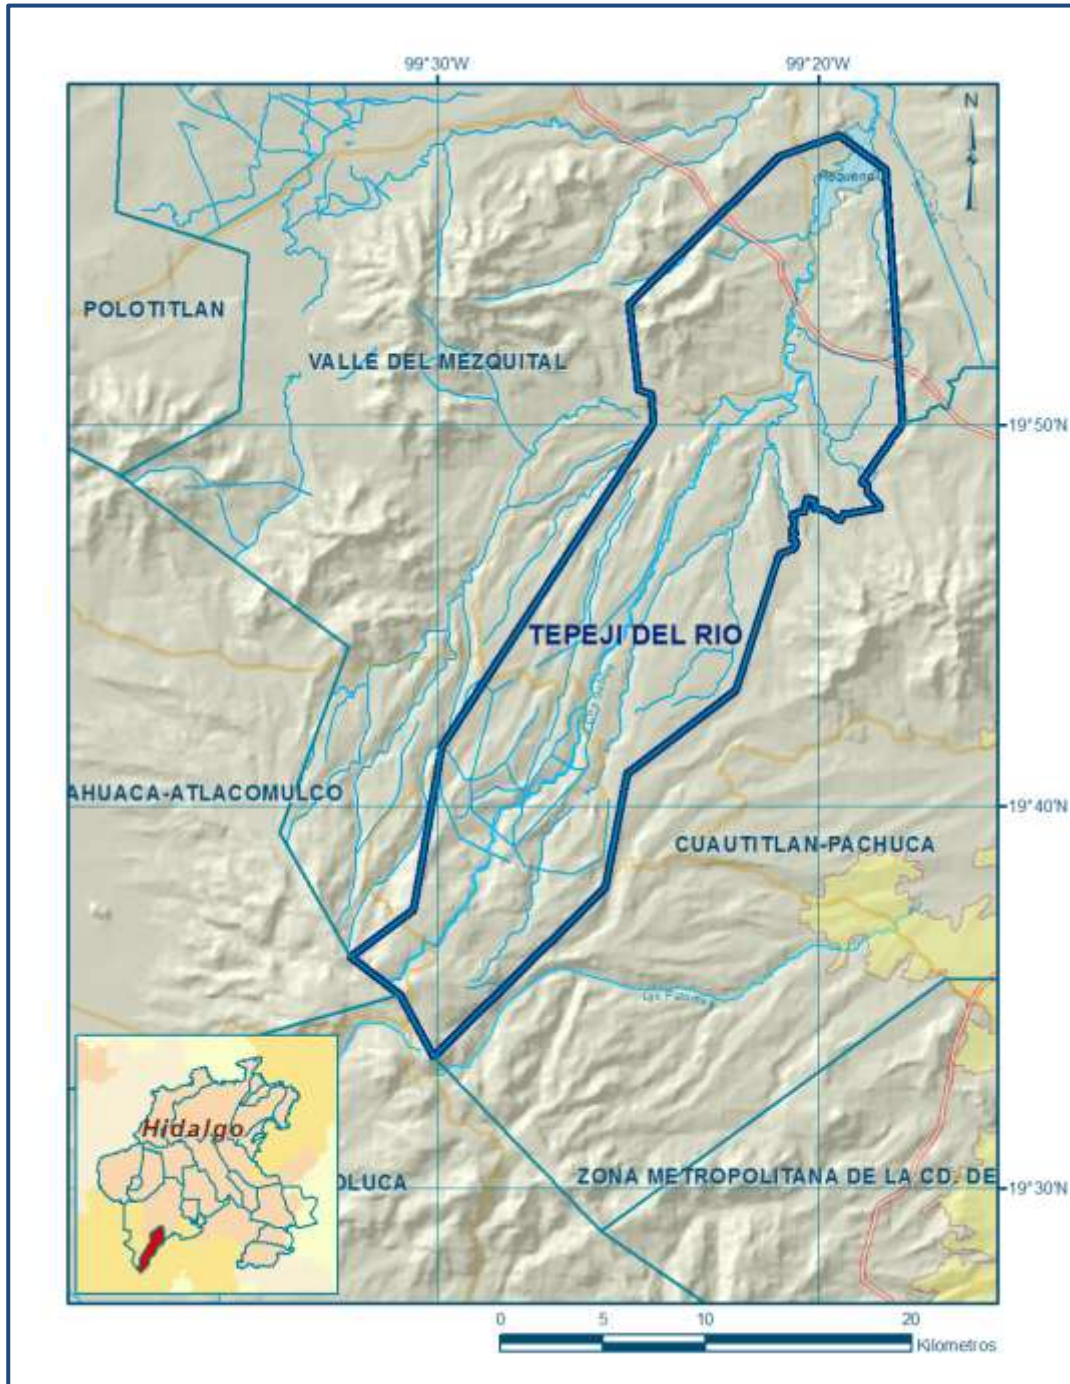 99°30'W
99°20'W
N
Requena
POLOTITLAN
VALLE DEL MEZQUITAL
19°50'N
TEPEJI DEL RIO
AHUACA-ATLACOMULCO
19°40'N
CUAUTITLAN-PACHUCA
Hidalgo
OLUCA
ZONA METROPOLITANA DE LA CD. DE
19°30'N
0
5
10
20
Kilometros